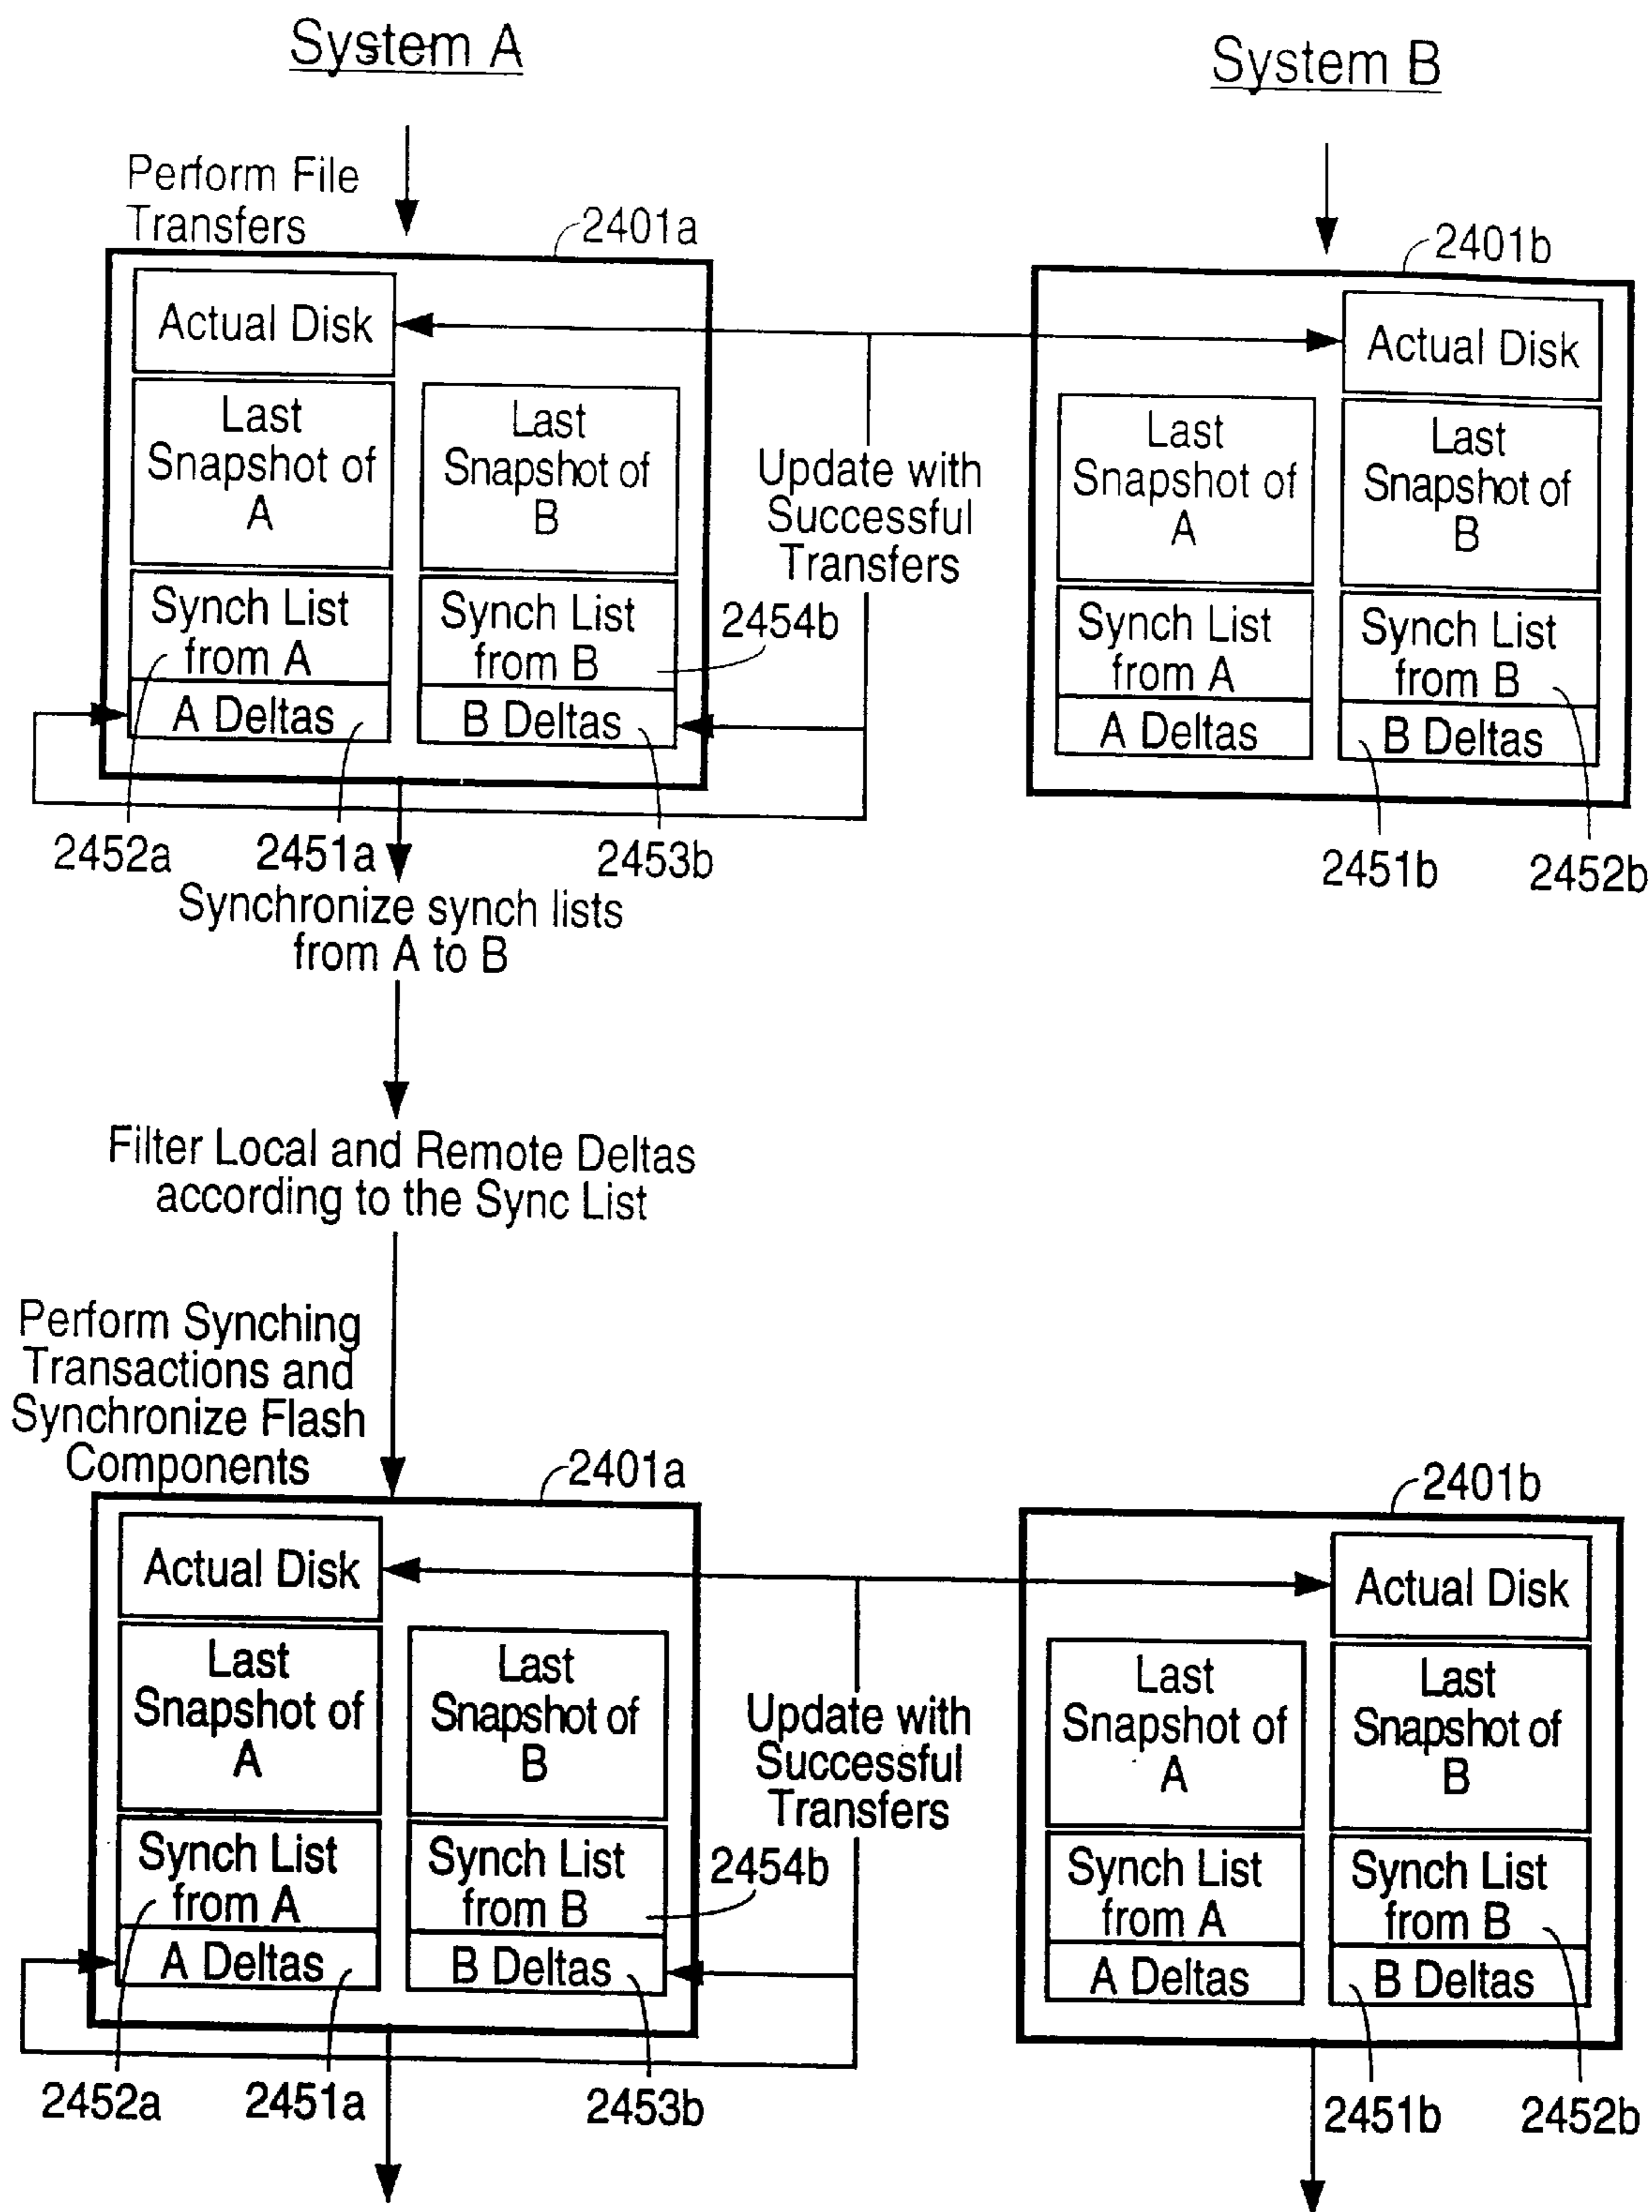 System A
System B
Perform File
Transfers
2401a
2401b
Actual Disk
Actual Disk
Last
Snapshot of
A
Last
Snapshot of
B
Update with
Successful
Transfers
Last
Snapshot of
A
Last
Snapshot of
B
Synch List
from A
Synch List
from B
2454b
Synch List
from A
Synch List
from B
A Deltas
B Deltas
A Deltas
B Deltas
2452a
2451a
2453b
2451b
2452b
Synchronize synch lists
from A to B
Filter Local and Remote Deltas
according to the Sync List
Perform Synching
Transactions and
Synchronize Flash
Components
2401a
2401b
Actual Disk
Actual Disk
Last
Snapshot of
A
Last
Snapshot of
B
Update with
Successful
Transfers
Last
Snapshot of
A
Last
Snapshot of
B
Synch List
from A
Synch List
from B
2454b
Synch List
from A
Synch List
from B
A Deltas
B Deltas
A Deltas
B Deltas
2452a
2451a
2453b
2451b
2452b